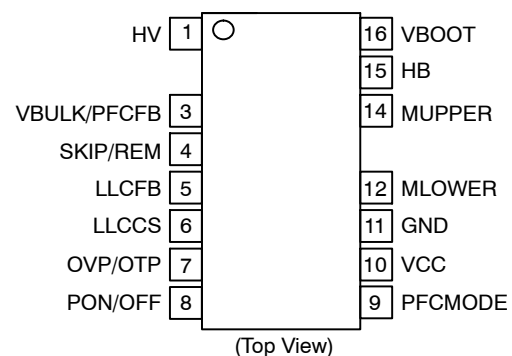 HV 1 16 VBOOT
15 HB
VBULK/PFCFB 3 14 MUPPER
SKIP/REM 4
LLCFB 5 12 MLOWER
LLCCS 6 11 GND
OVP/OTP 7 10 VCC
PON/OFF 8 9 PFCMODE
(Top View)